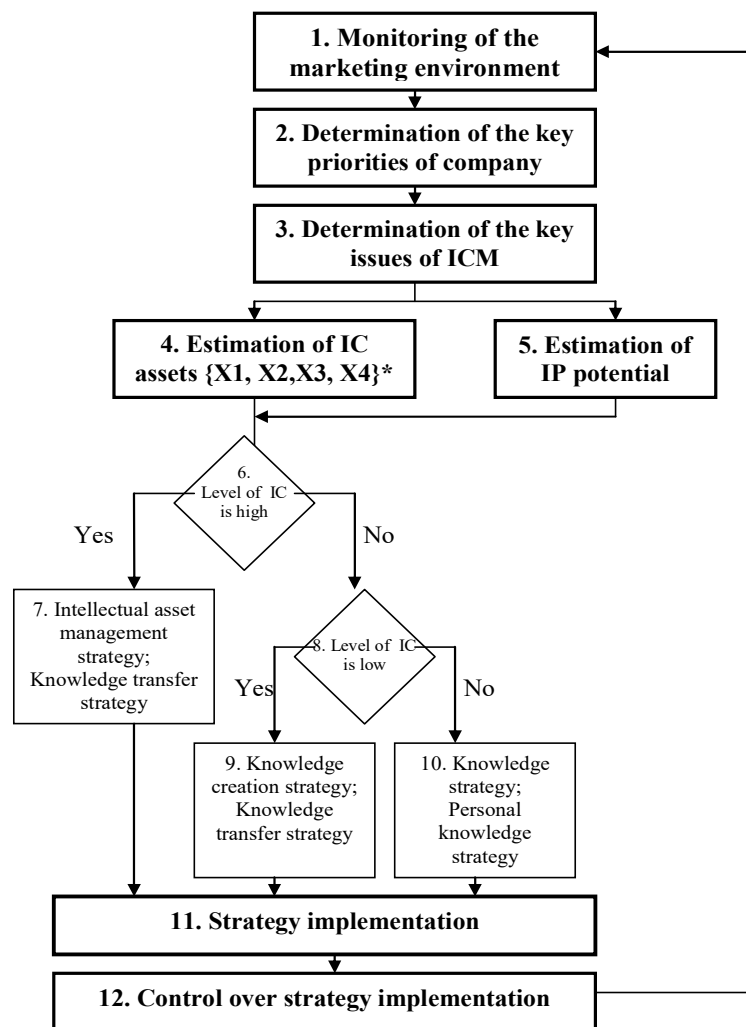 1. Monitoring of the
marketing environment
2. Determination of the key
priorities of company
3. Determination of the key
issues of ICM
4. Estimation of IC
assets {X1, X2,X3, X4}*
5. Estimation of
IP potential
6.
Level of IC
is high
Yes
No
7. Intellectual asset
management
strategy;
Knowledge transfer
strategy
8. Level of IC
is low
Yes
No
9. Knowledge
creation strategy;
Knowledge
transfer strategy
10. Knowledge
strategy;
Personal
knowledge
strategy
11. Strategy implementation
12. Control over strategy implementation